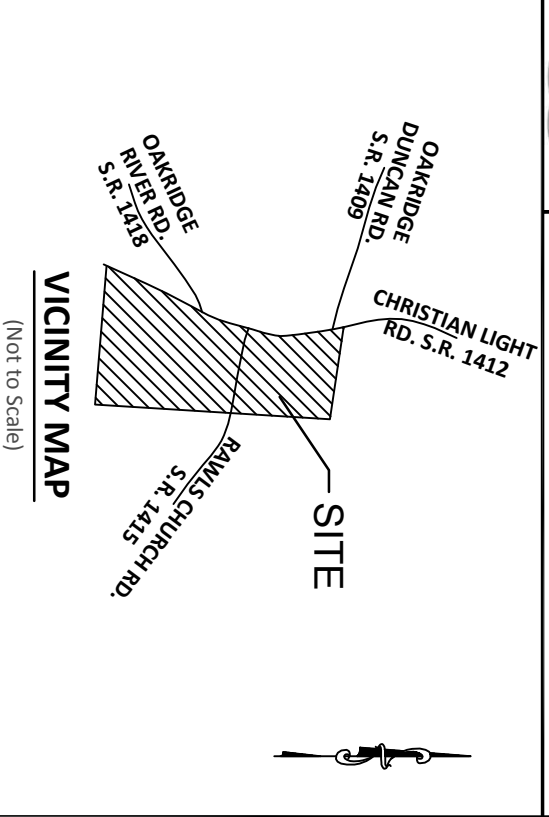 OAKRIDGE
DUNCAN RD.
S.R. 1409
CHRISTIAN LIGHT
RD. S.R. 1412
OAKRIDGE
RIVER RD.
S.R. 1418
SITE
RAWLS CHURCH RD.
S.R. 1415
VICINITY MAP
(Not to Scale)